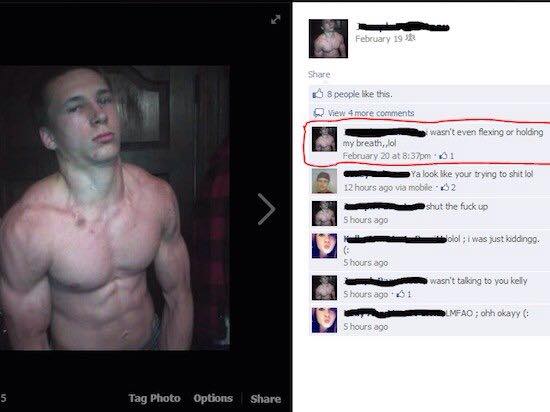 February 19
Share
8 people like this.
View 4 more comments
i wasn't even flexing or holding
my breath,,lol
February 20 at 8:37pm · 1
Ya look like your trying to shit lol
12 hours ago via mobile · 2
shut the fuck up
5 hours ago
lolol ; i was just kiddingg.
(:
5 hours ago
wasn't talking to you kelly
5 hours ago · 1
LMFAO ; ohh okayy (:
5 hours ago
5
Tag Photo Options Share